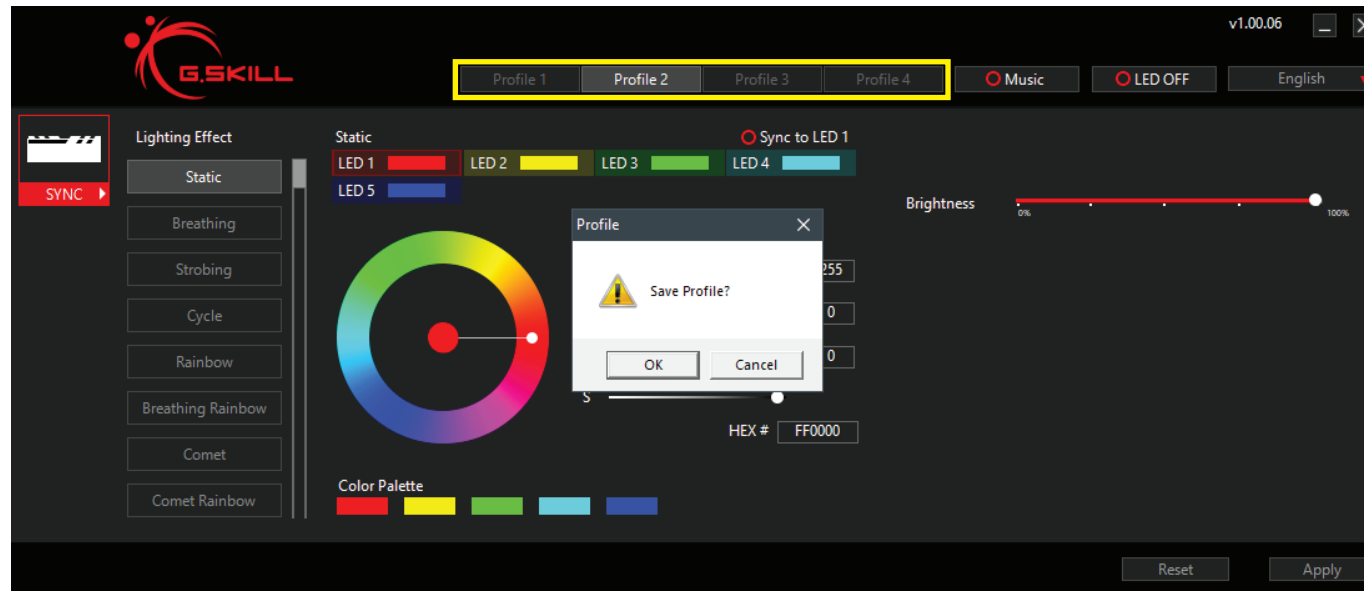 v1.00.06
G.SKILL
Profile 1 Profile 2 Profile 3 Profile 4 Music LED OFF English
SYNC
Lighting Effect
Static
Breathing
Strobing
Cycle
Rainbow
Breathing Rainbow
Comet
Comet Rainbow
Static Sync to LED 1
LED 1 LED 2 LED 3 LED 4
LED 5
Brightness 0% 100%
Profile
Save Profile?
OK Cancel
255
0
0
S
HEX # FF0000
Color Palette
Reset Apply